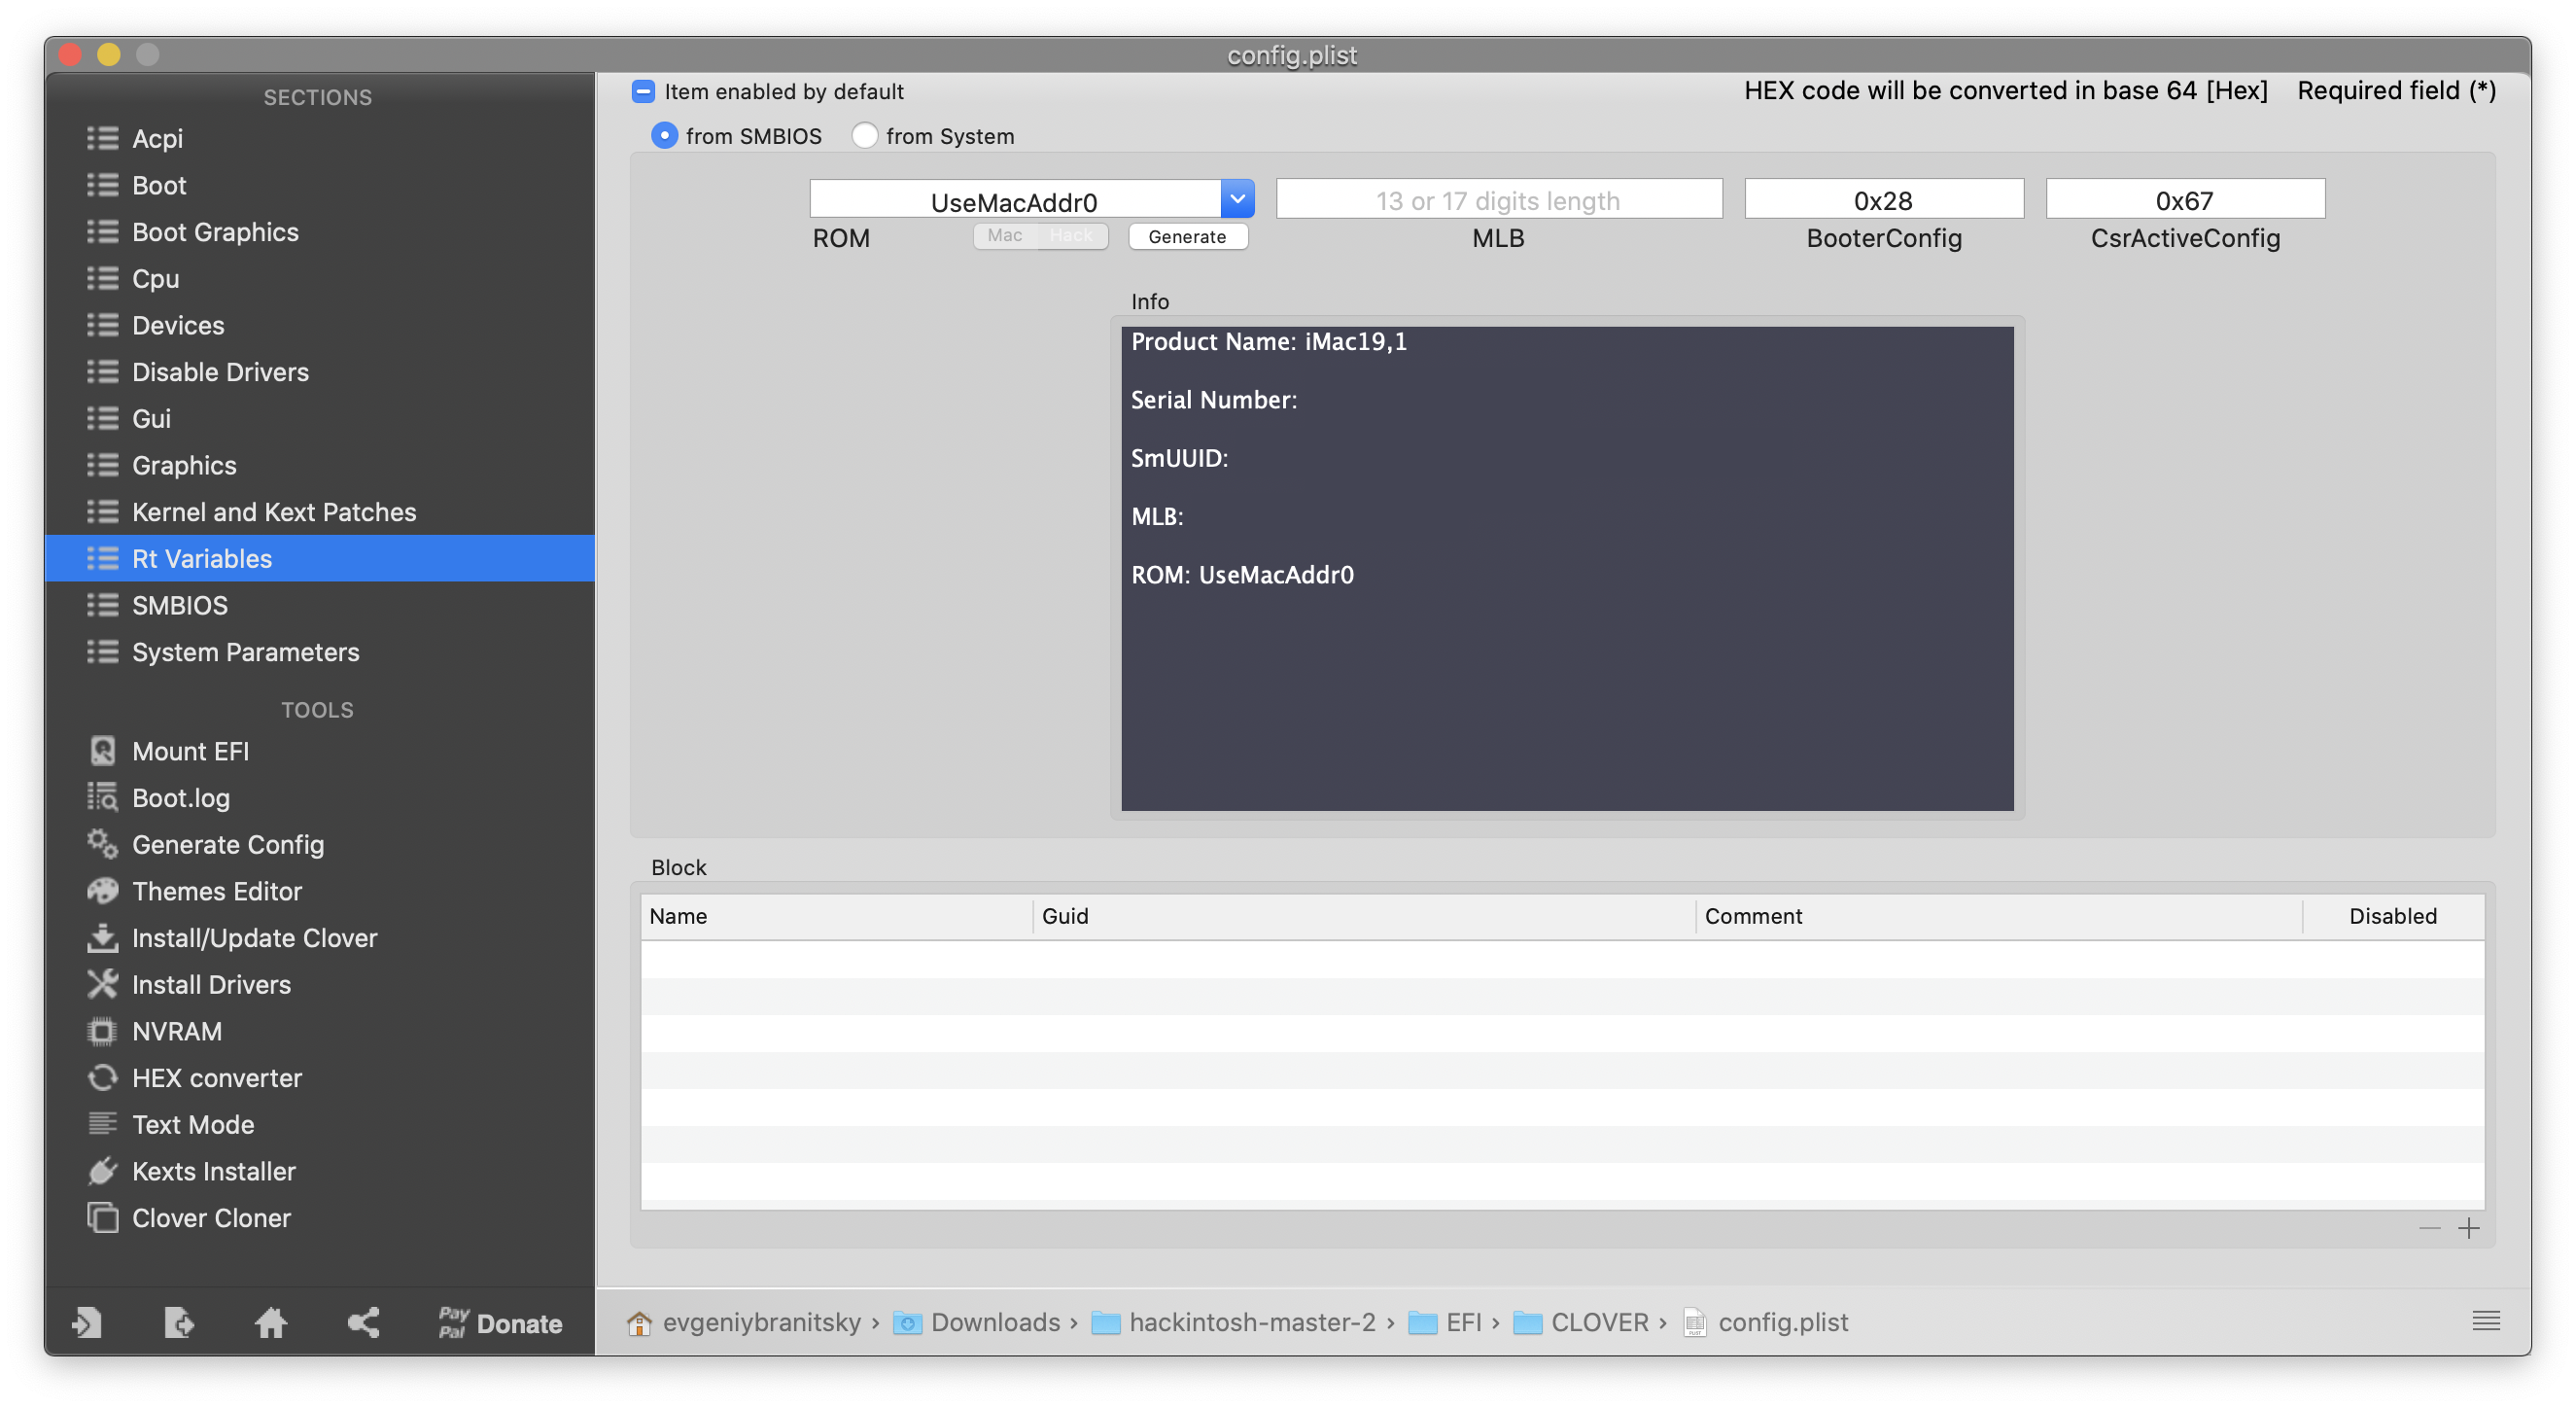 config.plist
SECTIONS
Acpi
Boot
Boot Graphics
Cpu
Devices
Disable Drivers
Gui
Graphics
Kernel and Kext Patches
Rt Variables
SMBIOS
System Parameters
TOOLS
Mount EFI
Boot.log
Generate Config
Themes Editor
Install/Update Clover
Install Drivers
NVRAM
HEX converter
Text Mode
Kexts Installer
Clover Cloner
Pay
Pal
Donate
Item enabled by default
HEX code will be converted in base 64 [Hex] Required field (*)
from SMBIOS from System
UseMacAddr0 13 or 17 digits length 0x28 0x67
ROM Mac Hack Generate MLB BooterConfig CsrActiveConfig
Info
Product Name: iMac19,1
Serial Number:
SmUUID:
MLB:
ROM: UseMacAddr0
Block
Name Guid Comment Disabled
evgeniybranitsky › Downloads › hackintosh-master-2 › EFI › CLOVER › config.plist